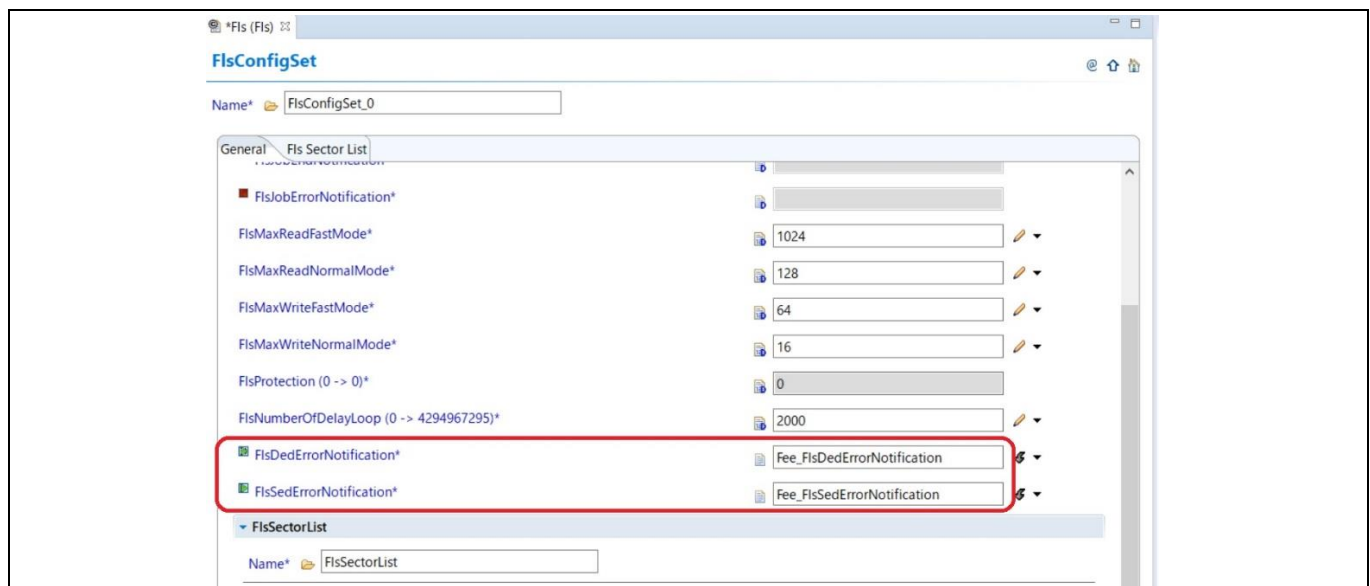 *Fls (Fls)
FlsConfigSet
Name* FlsConfigSet_0
General Fls Sector List
FlsJobEndNotification*
FlsJobErrorNotification*
FlsMaxReadFastMode* 1024
FlsMaxReadNormalMode* 128
FlsMaxWriteFastMode* 64
FlsMaxWriteNormalMode* 16
FlsProtection (0 -> 0)* 0
FlsNumberOfDelayLoop (0 -> 4294967295)* 2000
FlsDedErrorNotification* Fee_FlsDedErrorNotification
FlsSedErrorNotification* Fee_FlsSedErrorNotification
FlsSectorList
Name* FlsSectorList